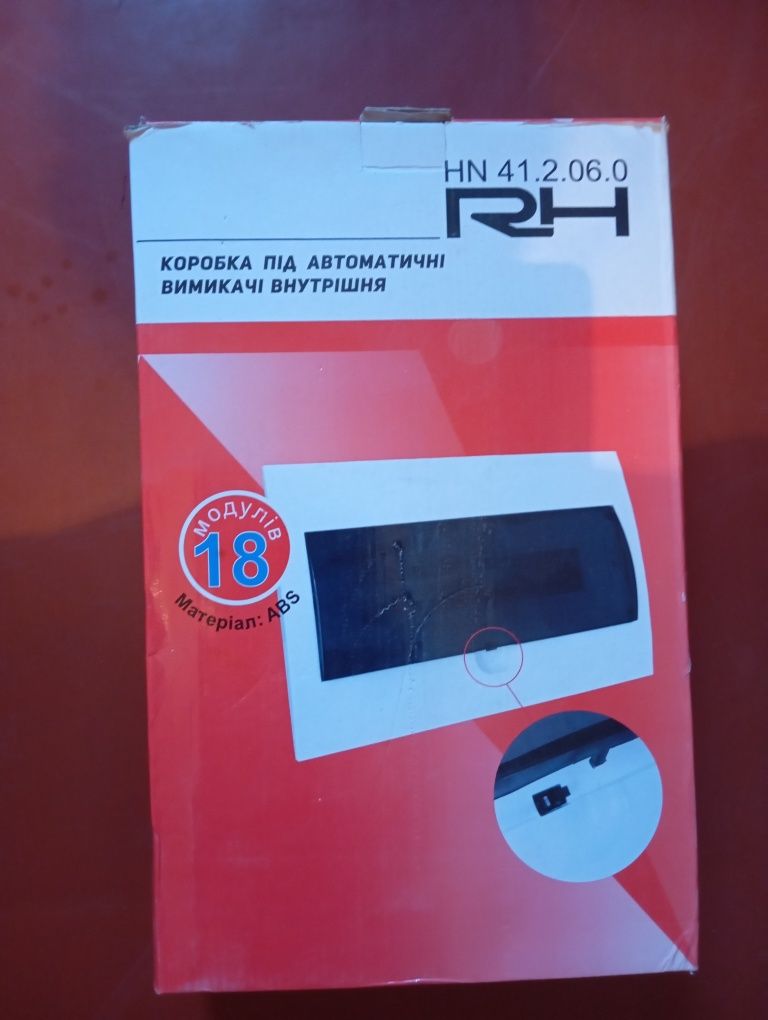 HN 41.2.06.0
RH
КОРОБКА ПІД АВТОМАТИЧНІ
ВИМИКАЧІ ВНУТРІШНЯ
МОДУЛІВ
18
Матеріал: ABS